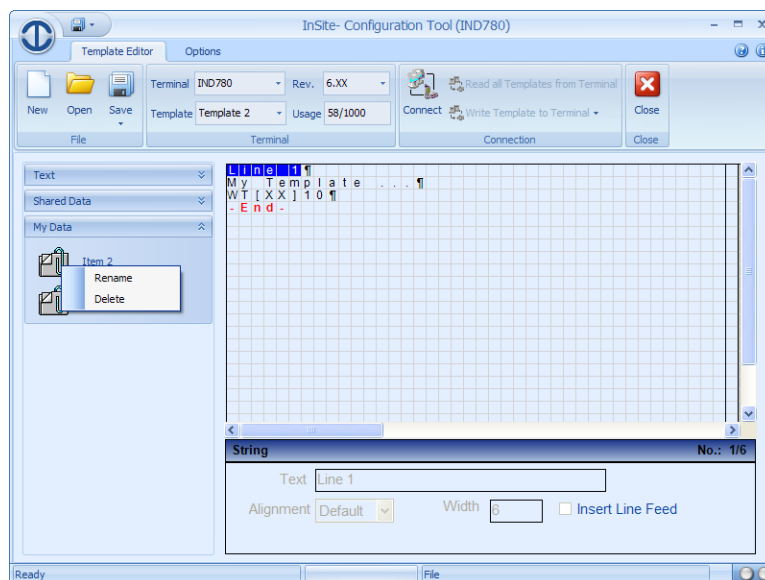 InSite- Configuration Tool (IND780)
Template Editor Options
New Open Save
File
Terminal IND780 Rev. 6.XX
Template Template 2 Usage 58/1000
Terminal
Connect Read all Templates from Terminal
Write Template to Terminal
Connection
Close
Close
Text
Shared Data
My Data
Item 2
Rename
Delete
Line 1¶
My Template ...¶
WT[XX]10¶
-End-
String No.: 1/6
Text Line 1
Alignment Default Width 6 Insert Line Feed
Ready File